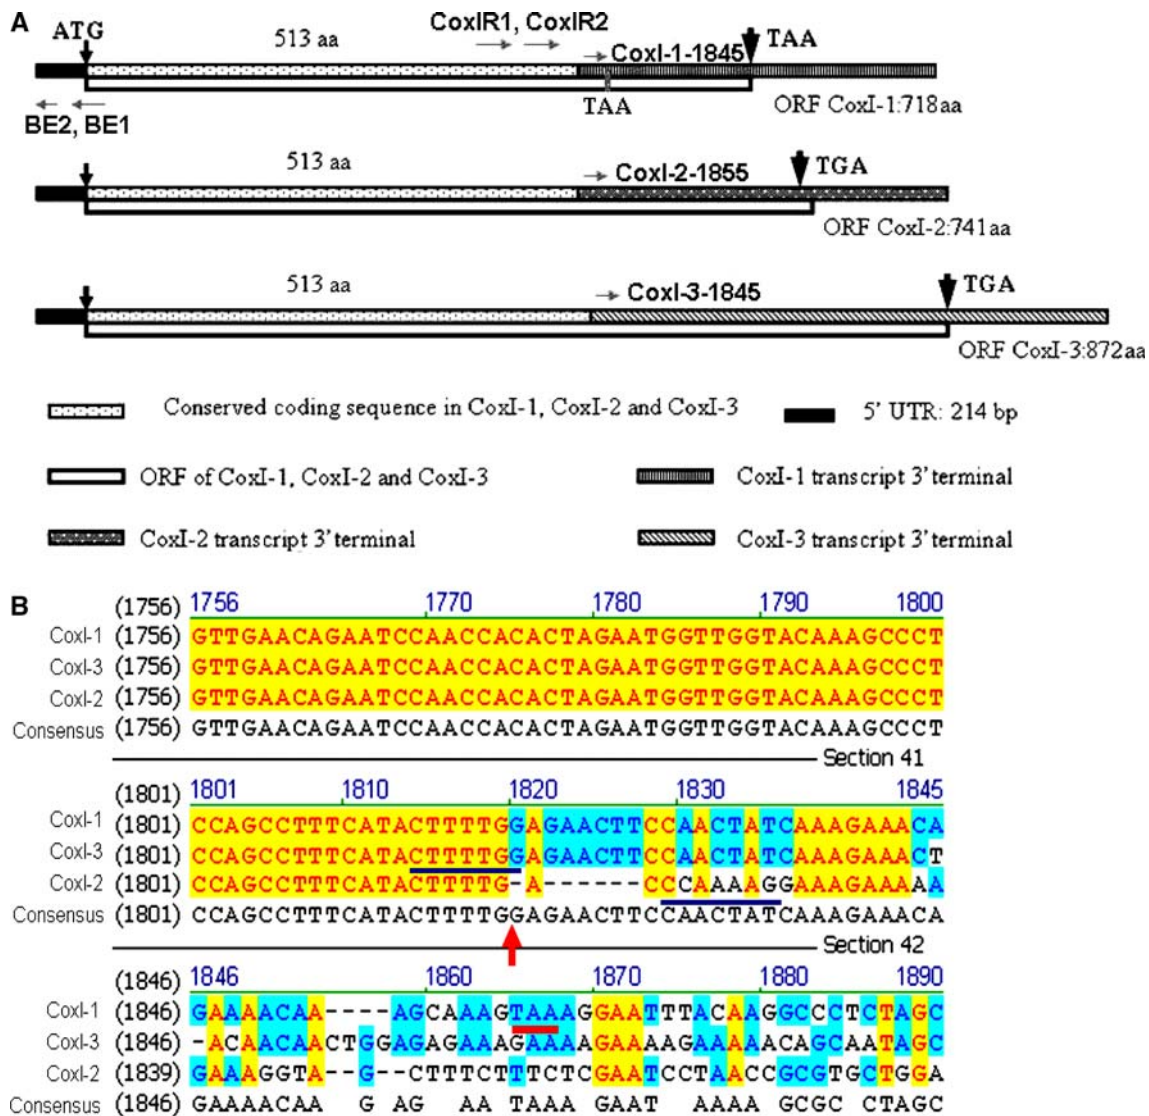 A
ATG
513 aa
CoxIR1, CoxIR2
CoxI-1-1845
TAA
TAA
ORF CoxI-1:718aa
BE2, BE1
513 aa
CoxI-2-1855
TGA
ORF CoxI-2:741aa
513 aa
CoxI-3-1845
TGA
ORF CoxI-3:872aa
Conserved coding sequence in CoxI-1, CoxI-2 and CoxI-3
5' UTR: 214 bp
ORF of CoxI-1, CoxI-2 and CoxI-3
CoxI-1 transcript 3' terminal
CoxI-2 transcript 3' terminal
CoxI-3 transcript 3' terminal
B
(1756) 1756 1770 1780 1790 1800
CoxI-1 (1756) GTTGAACAGAATCCAACCACACTAGAATGGTTGGTACAAAGCCCT
CoxI-3 (1756) GTTGAACAGAATCCAACCACACTAGAATGGTTGGTACAAAGCCCT
CoxI-2 (1756) GTTGAACAGAATCCAACCACACTAGAATGGTTGGTACAAAGCCCT
Consensus (1756) GTTGAACAGAATCCAACCACACTAGAATGGTTGGTACAAAGCCCT
Section 41
(1801) 1801 1810 1820 1830 1845
CoxI-1 (1801) CCAGCCTTTCATACTTTTGGAGAACTTCCAACTATCAAAGAAACA
CoxI-3 (1801) CCAGCCTTTCATACTTTTGGAGAACTTCCAACTATCAAAGAAACT
CoxI-2 (1801) CCAGCCTTTCATACTTTTG-A------CCCAAAAGGAAAGAAAAA
Consensus (1801) CCAGCCTTTCATACTTTTGGAGAACTTCCAACTATCAAAGAAACA
Section 42
(1846) 1846 1860 1870 1880 1890
CoxI-1 (1846) GAAAACAA----AGCAAAGTAAAGGAATTTACAAGGCCCTCTAGC
CoxI-3 (1846) -ACAACAACTGGAGAGAAAGAAAAGAAAAGAAAAACAGCAATAGC
CoxI-2 (1839) GAAAGGTA--G--CTTTCTTTCTCGAATCCTAACCGCGTGCTGGA
Consensus (1846) GAAAACAA G AG AA TAAA GAAT AAAA GCGC CTAGC